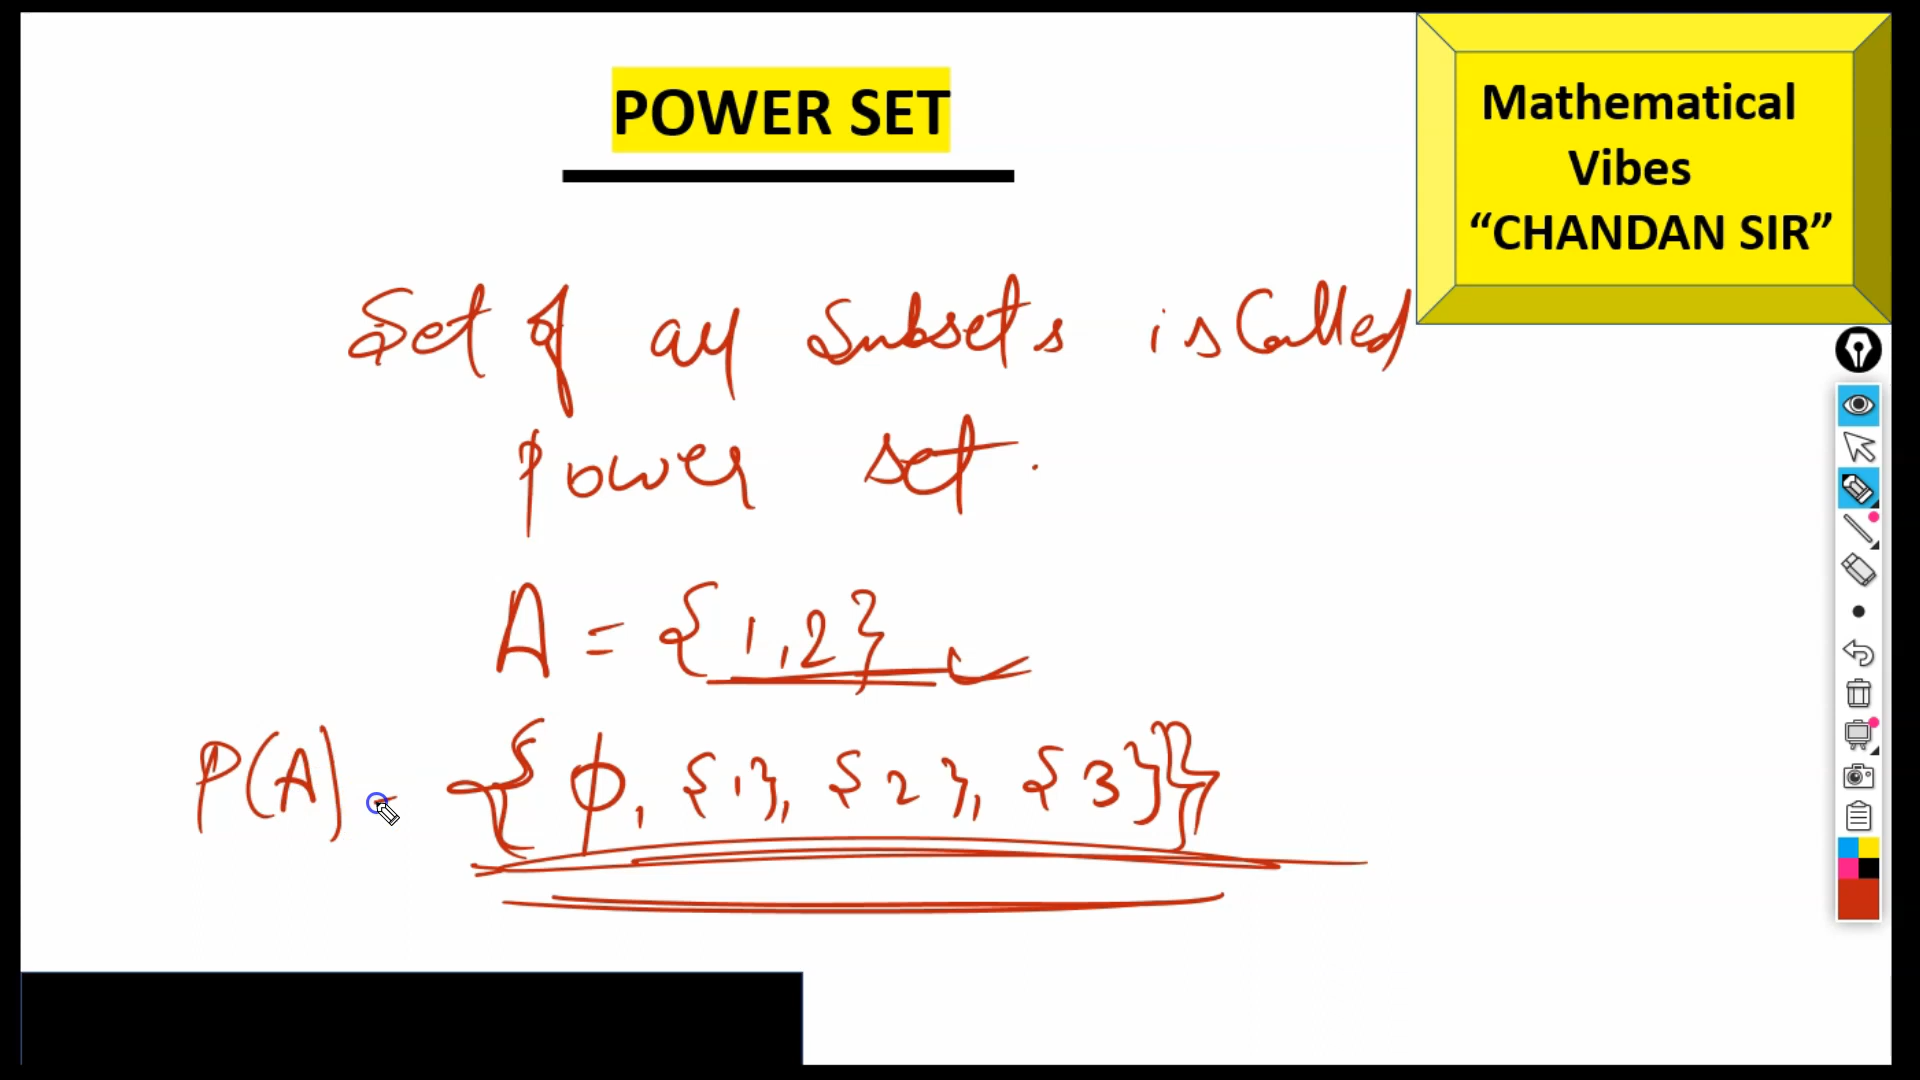 POWER SET
Mathematical
Vibes
“CHANDAN SIR”
Set of all Subsets is Called
Power set.
A = {1,2}
P(A) = {ϕ, {1}, {2}, {3}}